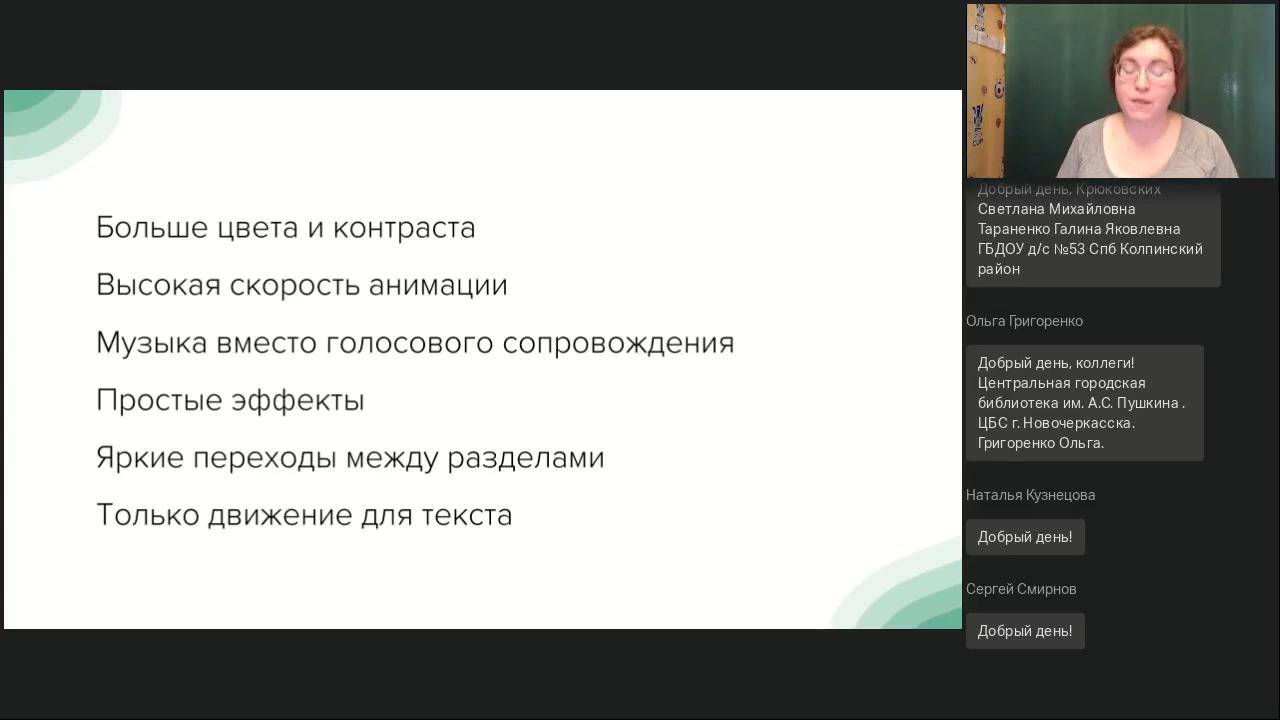 Больше цвета и контраста
Высокая скорость анимации
Музыка вместо голосового сопровождения
Простые эффекты
Яркие переходы между разделами
Только движение для текста
CUP
CUP
Добрый день, Крюковских
Светлана Михайловна
Тараненко Галина Яковлевна
ГБДОУ д/с №53 Спб Колпинский
район
Ольга Григоренко
Добрый день, коллеги!
Центральная городская
библиотека им. А.С. Пушкина .
ЦБС г. Новочеркасска.
Григоренко Ольга.
Наталья Кузнецова
Добрый день!
Сергей Смирнов
Добрый день!